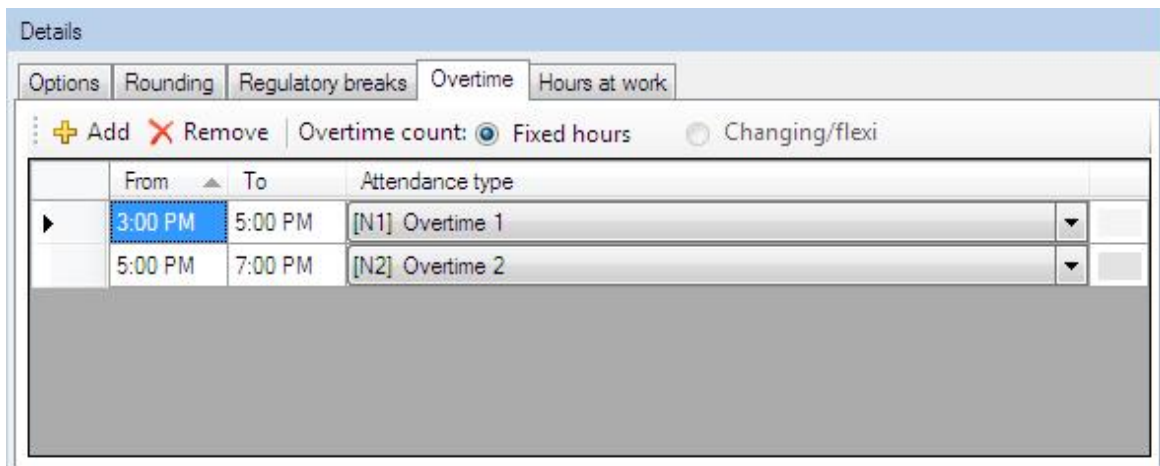 Details
Options Rounding Regulatory breaks Overtime Hours at work
Add Remove Overtime count: Fixed hours Changing/flexi
From To Attendance type
3:00 PM 5:00 PM [N1] Overtime 1
5:00 PM 7:00 PM [N2] Overtime 2